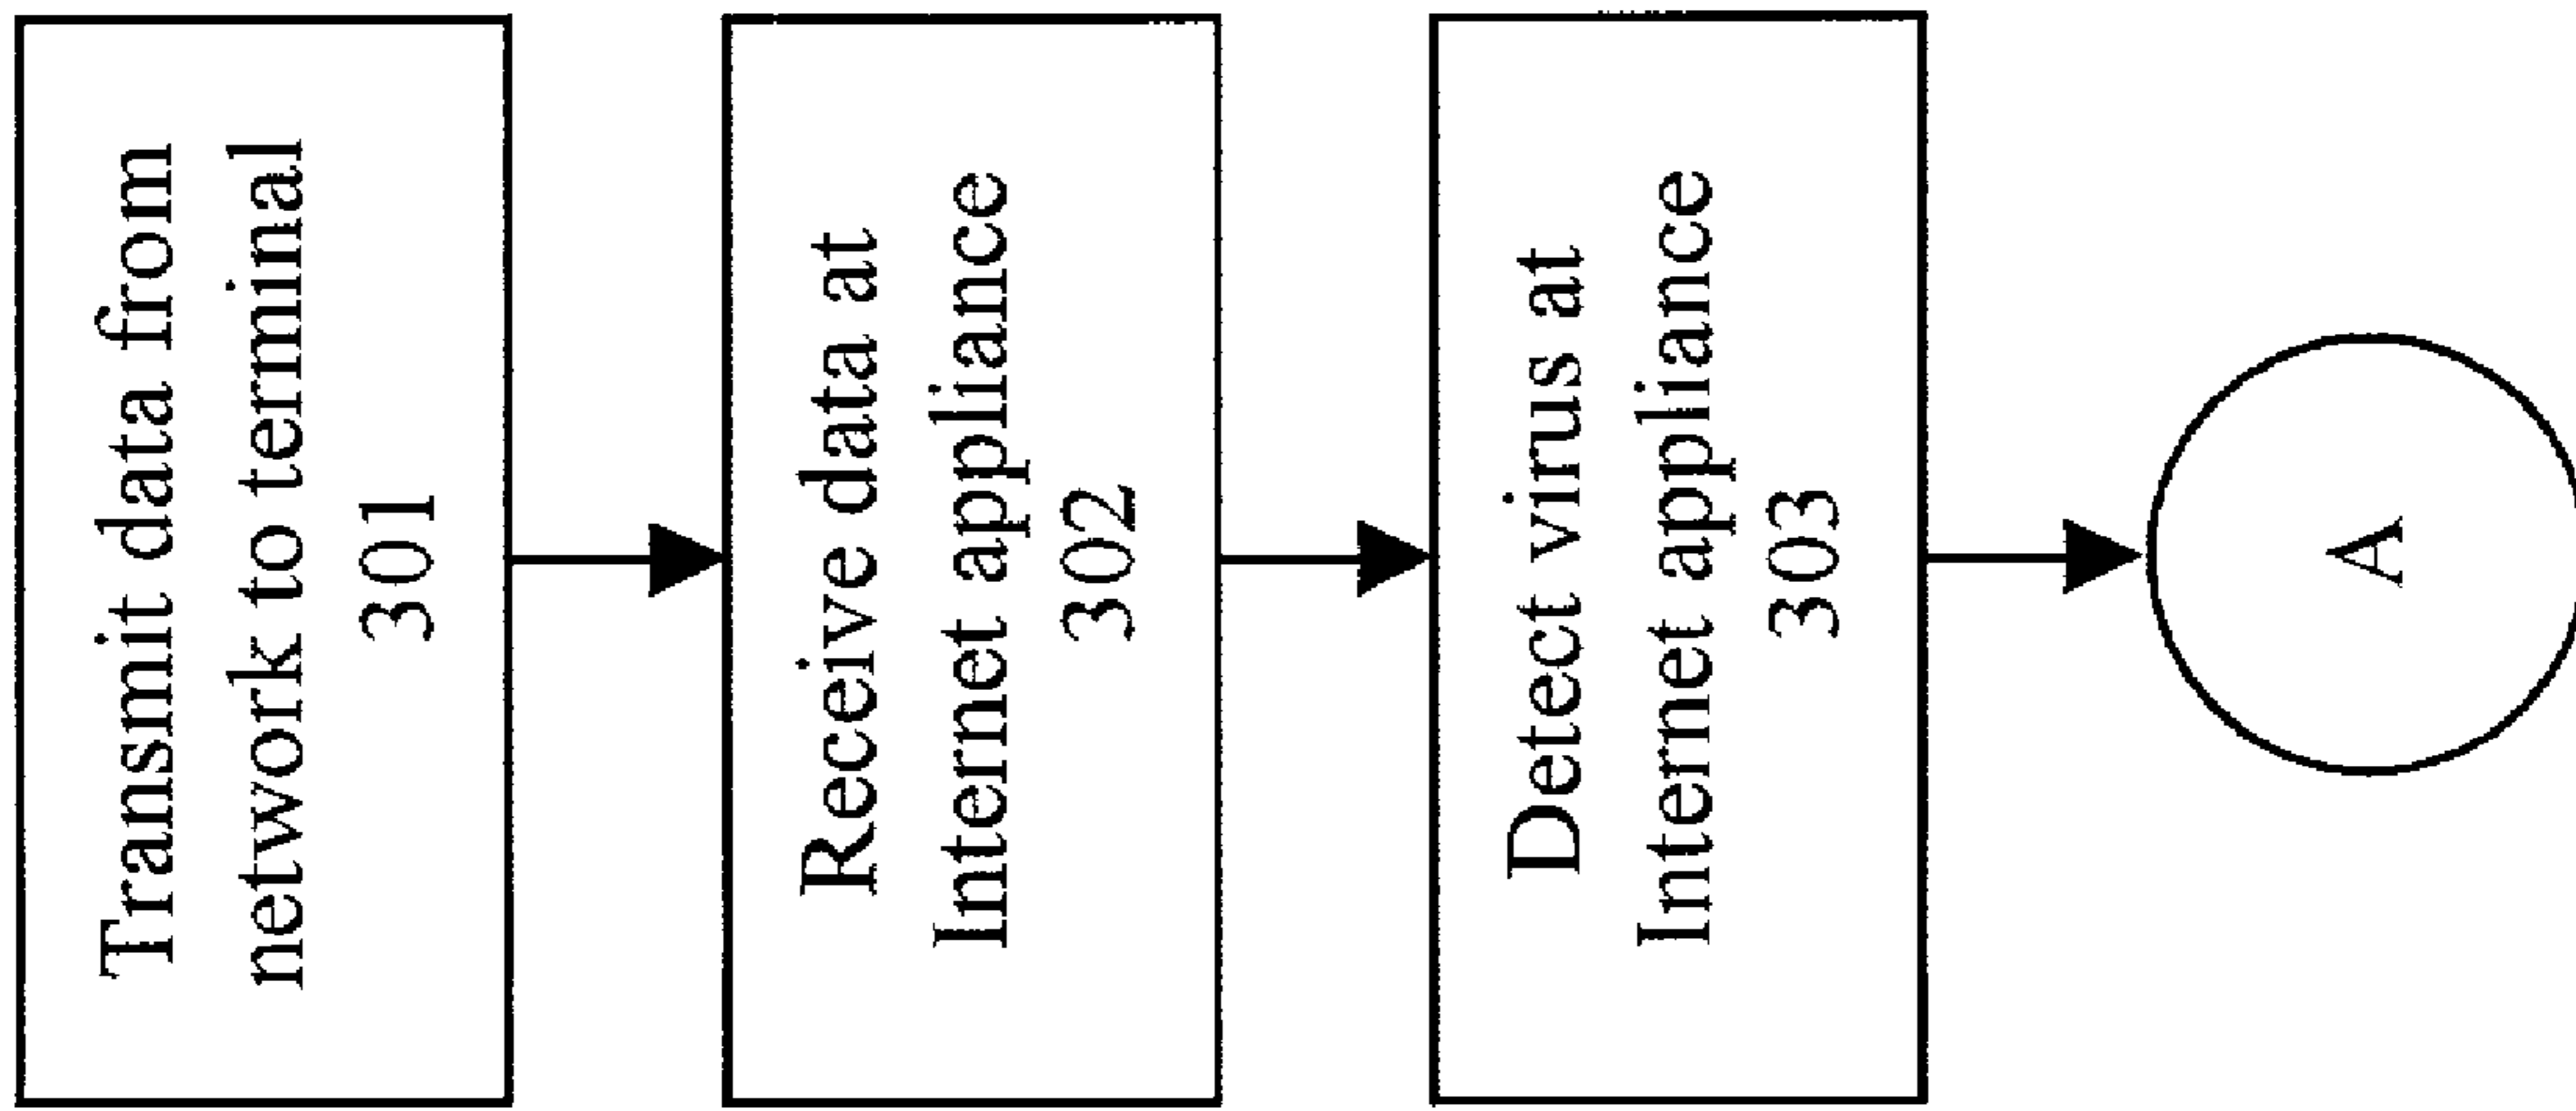 Transmit data from
network to terminal
301
Receive data at
Internet appliance
302
Detect virus at
Internet appliance
303
A